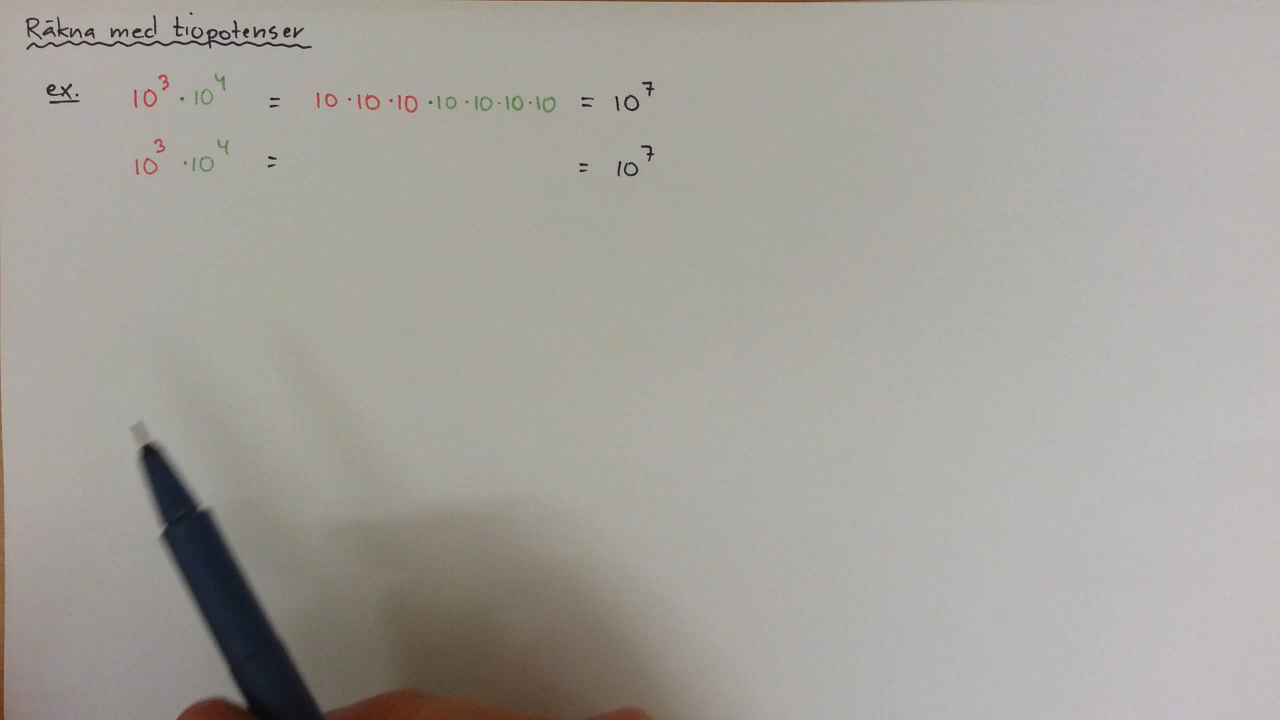 Räkna med tiopotenser
ex. 10³ · 10⁴ = 10 · 10 · 10 · 10 · 10 · 10 · 10 = 10⁷
10³ · 10⁴ = = 10⁷